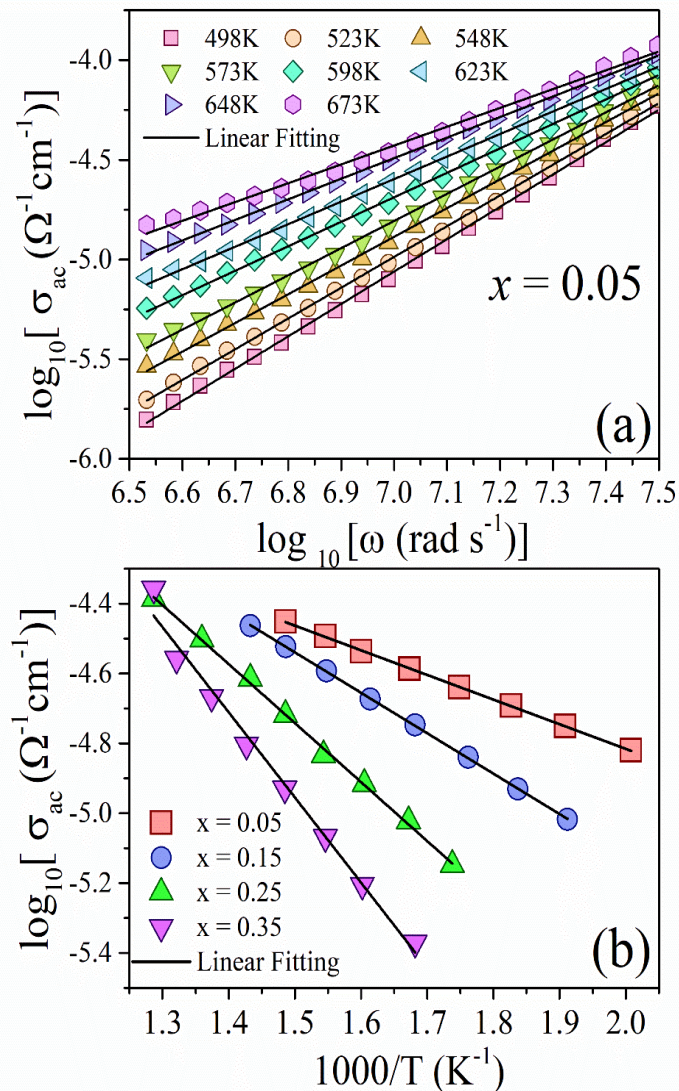 498K 523K 548K
573K 598K 623K
648K 673K
Linear Fitting
-4.0
-4.5
-5.0
-5.5
-6.0
log₁₀[ σac (Ω⁻¹cm⁻¹)]
x = 0.05
(a)
6.5 6.6 6.7 6.8 6.9 7.0 7.1 7.2 7.3 7.4 7.5
log ₁₀ [ω (rad s⁻¹)]
-4.4
-4.6
-4.8
-5.0
-5.2
-5.4
log₁₀[ σac (Ω⁻¹cm⁻¹)]
x = 0.05
x = 0.15
x = 0.25
x = 0.35
Linear Fitting
(b)
1.3 1.4 1.5 1.6 1.7 1.8 1.9 2.0
1000/T (K⁻¹)